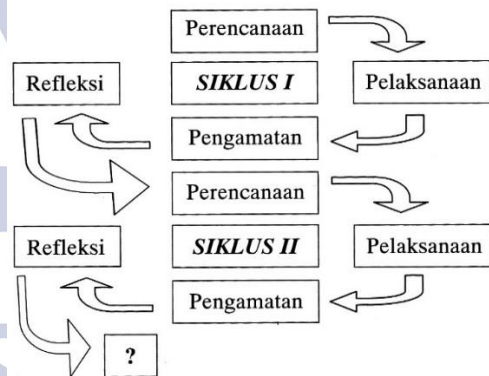 Perencanaan
Refleksi
SIKLUS I
Pelaksanaan
Pengamatan
Perencanaan
Refleksi
SIKLUS II
Pelaksanaan
Pengamatan
?